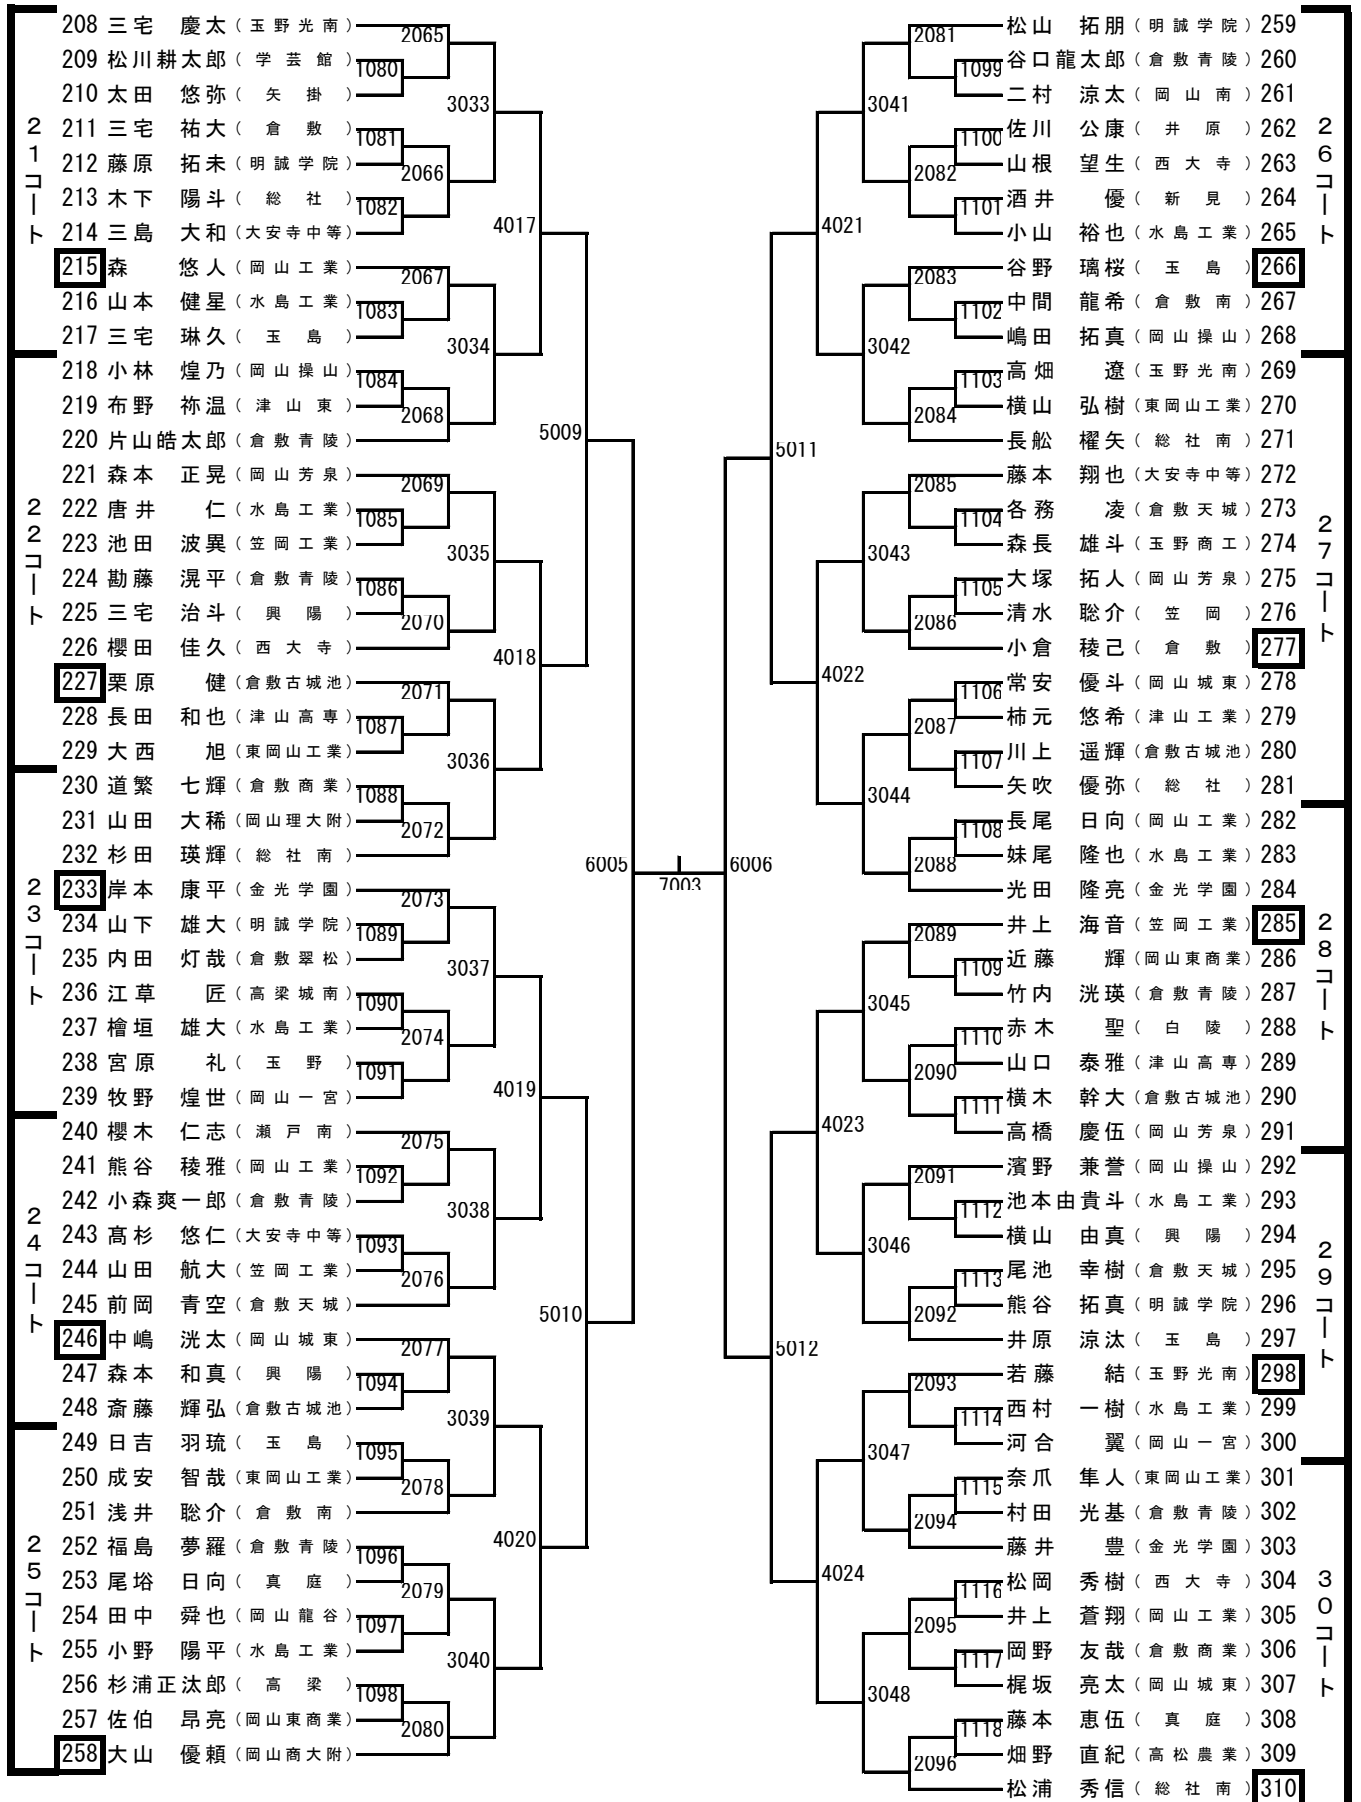 21コート
208 三宅 慶太 (玉野光南)
209 松川耕太郎 (学芸館)
210 太田 悠弥 (矢掛)
211 三宅 祐大 (倉敷)
212 藤原 拓未 (明誠学院)
213 木下 陽斗 (総社)
214 三島 大和 (大安寺中等)
215 森 悠人 (岡山工業)
216 山本 健星 (水島工業)
217 三宅 琳久 (玉島)
22コート
218 小林 煌乃 (岡山操山)
219 布野 祢温 (津山東)
220 片山皓太郎 (倉敷青陵)
221 森本 正晃 (岡山芳泉)
222 唐井 仁 (水島工業)
223 池田 波異 (笠岡工業)
224 勘藤 滉平 (倉敷青陵)
225 三宅 治斗 (興陽)
226 櫻田 佳久 (西大寺)
227 栗原 健 (倉敷古城池)
228 長田 和也 (津山高専)
229 大西 旭 (東岡山工業)
23コート
230 道繁 七輝 (倉敷商業)
231 山田 大稀 (岡山理大附)
232 杉田 瑛輝 (総社南)
233 岸本 康平 (金光学園)
234 山下 雄大 (明誠学院)
235 内田 灯哉 (倉敷翠松)
236 江草 匠 (高梁城南)
237 檜垣 雄大 (水島工業)
238 宮原 礼 (玉野)
239 牧野 煌世 (岡山一宮)
24コート
240 櫻木 仁志 (瀬戸南)
241 熊谷 稜雅 (岡山工業)
242 小森爽一郎 (倉敷青陵)
243 髙杉 悠仁 (大安寺中等)
244 山田 航大 (笠岡工業)
245 前岡 青空 (倉敷天城)
246 中嶋 洸太 (岡山城東)
247 森本 和真 (興陽)
248 斎藤 輝弘 (倉敷古城池)
25コート
249 日吉 羽琉 (玉島)
250 成安 智哉 (東岡山工業)
251 浅井 聡介 (倉敷南)
252 福島 夢羅 (倉敷青陵)
253 尾㟢 日向 (真庭)
254 田中 舜也 (岡山龍谷)
255 小野 陽平 (水島工業)
256 杉浦正汰郎 (高梁)
257 佐伯 昂亮 (岡山東商業)
258 大山 優頼 (岡山商大附)
1080
1081
1082
1083
1084
1085
1086
1087
1088
1089
1090
1091
1092
1093
1094
1095
1096
1097
1098
2065
2066
2067
2068
2069
2070
2071
2072
2073
2074
2075
2076
2077
2078
2079
2080
3033
3034
3035
3036
3037
3038
3039
3040
4017
4018
4019
4020
5009
5010
6005
7003
6006
5011
5012
4021
4022
4023
4024
3041
3042
3043
3044
3045
3046
3047
3048
2081
2082
2083
2084
2085
2086
2087
2088
2089
2090
2091
2092
2093
2094
2095
2096
1099
1100
1101
1102
1103
1104
1105
1106
1107
1108
1109
1110
1111
1112
1113
1114
1115
1116
1117
1118
26コート
松山 拓朋 (明誠学院) 259
谷口龍太郎 (倉敷青陵) 260
二村 涼太 (岡山南) 261
佐川 公康 (井原) 262
山根 望生 (西大寺) 263
酒井 優 (新見) 264
小山 裕也 (水島工業) 265
谷野 璃桜 (玉島) 266
中間 龍希 (倉敷南) 267
嶋田 拓真 (岡山操山) 268
27コート
高畑 遼 (玉野光南) 269
横山 弘樹 (東岡山工業) 270
長舩 櫂矢 (総社南) 271
藤本 翔也 (大安寺中等) 272
各務 凌 (倉敷天城) 273
森長 雄斗 (玉野商工) 274
大塚 拓人 (岡山芳泉) 275
清水 聡介 (笠岡) 276
小倉 稜己 (倉敷) 277
常安 優斗 (岡山城東) 278
柿元 悠希 (津山工業) 279
川上 遥輝 (倉敷古城池) 280
矢吹 優弥 (総社) 281
28コート
長尾 日向 (岡山工業) 282
妹尾 隆也 (水島工業) 283
光田 隆亮 (金光学園) 284
井上 海音 (笠岡工業) 285
近藤 輝 (岡山東商業) 286
竹内 洸瑛 (倉敷青陵) 287
赤木 聖 (白陵) 288
山口 泰雅 (津山高専) 289
横木 幹大 (倉敷古城池) 290
高橋 慶伍 (岡山芳泉) 291
29コート
濱野 兼誉 (岡山操山) 292
池本由貴斗 (水島工業) 293
横山 由真 (興陽) 294
尾池 幸樹 (倉敷天城) 295
熊谷 拓真 (明誠学院) 296
井原 涼汰 (玉島) 297
若藤 結 (玉野光南) 298
西村 一樹 (水島工業) 299
河合 翼 (岡山一宮) 300
30コート
奈爪 隼人 (東岡山工業) 301
村田 光基 (倉敷青陵) 302
藤井 豊 (金光学園) 303
松岡 秀樹 (西大寺) 304
井上 蒼翔 (岡山工業) 305
岡野 友哉 (倉敷商業) 306
梶坂 亮太 (岡山城東) 307
藤本 恵伍 (真庭) 308
畑野 直紀 (高松農業) 309
松浦 秀信 (総社南) 310